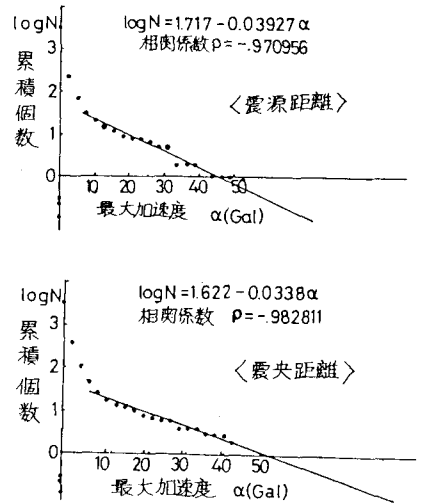 logN
logN=1.717-0.03927α
相関係数ρ=-.970956
3
累積個数
2
〈震源距離〉
1
0
10 20 30 40 50
最大加速度 α(Gal)
logN
logN=1.622-0.0338α
相関係数 ρ=-.982811
3
累積個数
2
〈震央距離〉
1
0
10 20 30 40 50
最大加速度 α(Gal)